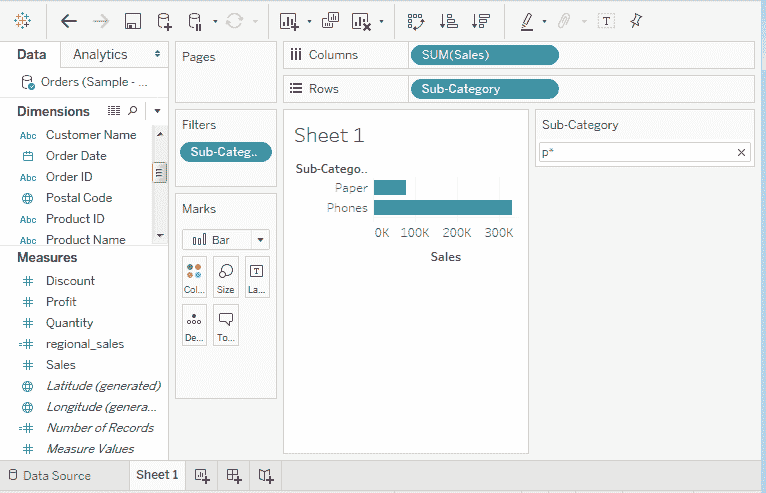 Data
Analytics
Orders (Sample - ...
Dimensions
Abc Customer Name
Order Date
Abc Order ID
Postal Code
Abc Product ID
Abc Product Name
Measures
# Discount
# Profit
# Quantity
=# regional_sales
# Sales
Latitude (generated)
Longitude (genera...
=# Number of Records
# Measure Values
Pages
Filters
Sub-Categ..
Marks
Bar
Col...
Size
T
La...
De...
To...
Columns
SUM(Sales)
Rows
Sub-Category
T
Sheet 1
Sub-Catego..
Paper
Phones
0K 100K 200K 300K
Sales
Sub-Category
p*
Data Source
Sheet 1